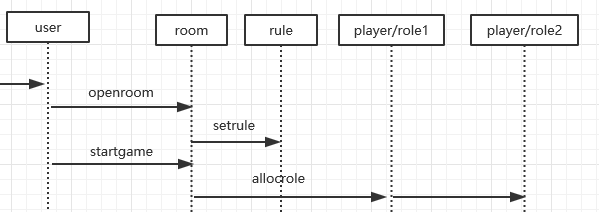 user
room
rule
player/role1
player/role2
openroom
setrule
startgame
allocrole